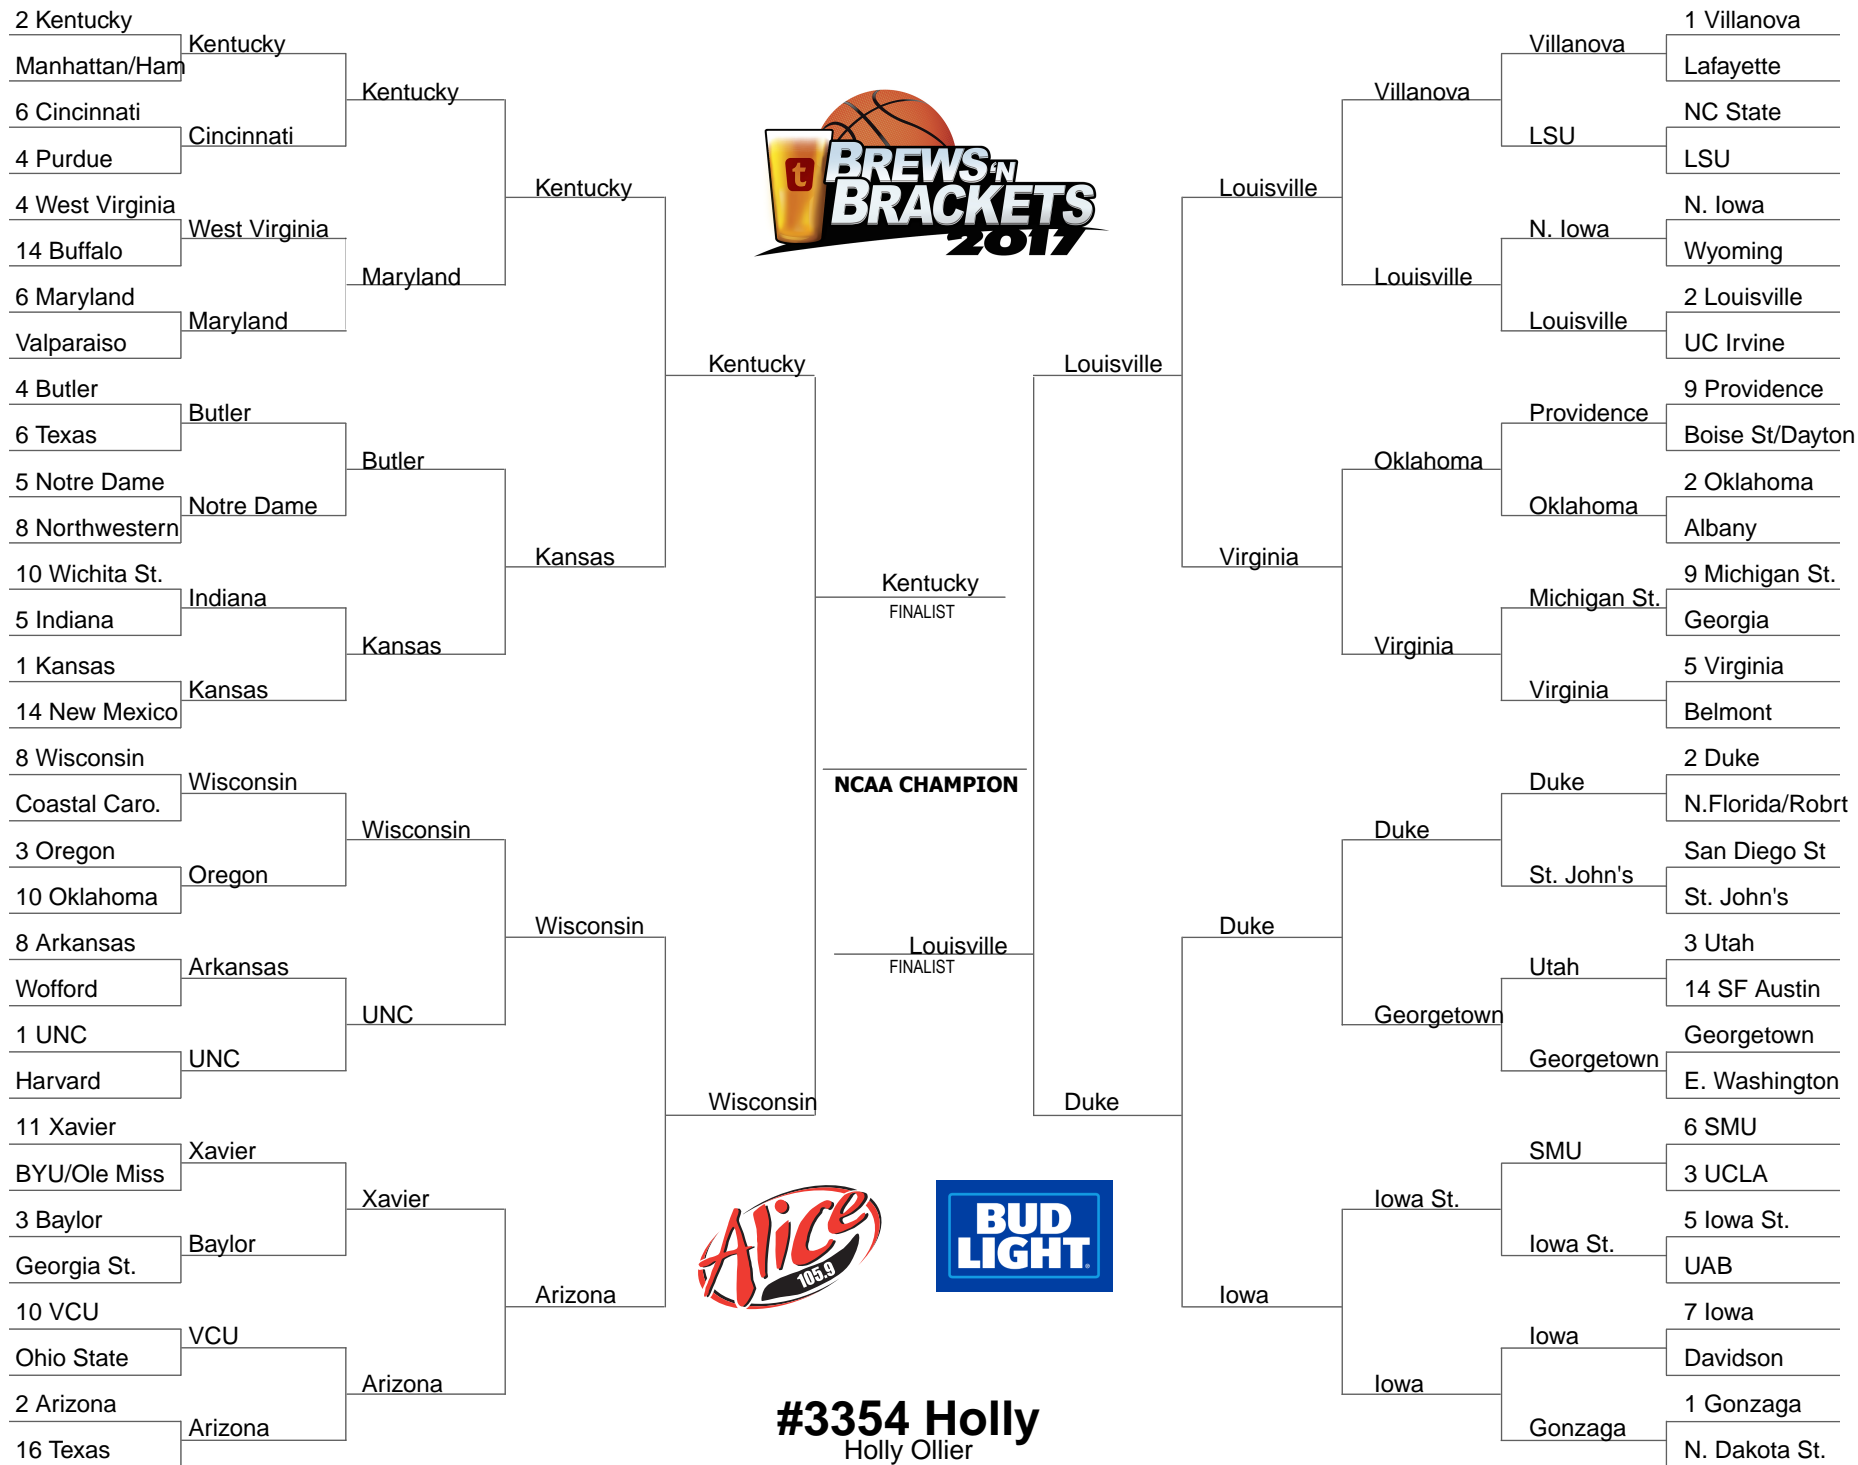 2 Kentucky
Manhattan/Ham
6 Cincinnati
4 Purdue
4 West Virginia
14 Buffalo
6 Maryland
Valparaiso
4 Butler
6 Texas
5 Notre Dame
8 Northwestern
10 Wichita St.
5 Indiana
1 Kansas
14 New Mexico
8 Wisconsin
Coastal Caro.
3 Oregon
10 Oklahoma
8 Arkansas
Wofford
1 UNC
Harvard
11 Xavier
BYU/Ole Miss
3 Baylor
Georgia St.
10 VCU
Ohio State
2 Arizona
16 Texas
Kentucky
Cincinnati
West Virginia
Maryland
Butler
Notre Dame
Indiana
Kansas
Wisconsin
Oregon
Arkansas
UNC
Xavier
Baylor
VCU
Arizona
Kentucky
Maryland
Butler
Kansas
Wisconsin
UNC
Xavier
Arizona
Kentucky
Kansas
Wisconsin
Arizona
Kentucky
Wisconsin
t
BREWS 'N
BRACKETS
2017
Kentucky
FINALIST
NCAA CHAMPION
Louisville
FINALIST
Alice
105.9
BUD
LIGHT
#3354 Holly
Holly Ollier
Louisville
Duke
Louisville
Virginia
Duke
Iowa
Villanova
Louisville
Oklahoma
Virginia
Duke
Georgetown
Iowa St.
Iowa
Villanova
LSU
N. Iowa
Louisville
Providence
Oklahoma
Michigan St.
Virginia
Duke
St. John's
Utah
Georgetown
SMU
Iowa St.
Iowa
Gonzaga
1 Villanova
Lafayette
NC State
LSU
N. Iowa
Wyoming
2 Louisville
UC Irvine
9 Providence
Boise St/Dayton
2 Oklahoma
Albany
9 Michigan St.
Georgia
5 Virginia
Belmont
2 Duke
N.Florida/Robrt
San Diego St
St. John's
3 Utah
14 SF Austin
Georgetown
E. Washington
6 SMU
3 UCLA
5 Iowa St.
UAB
7 Iowa
Davidson
1 Gonzaga
N. Dakota St.